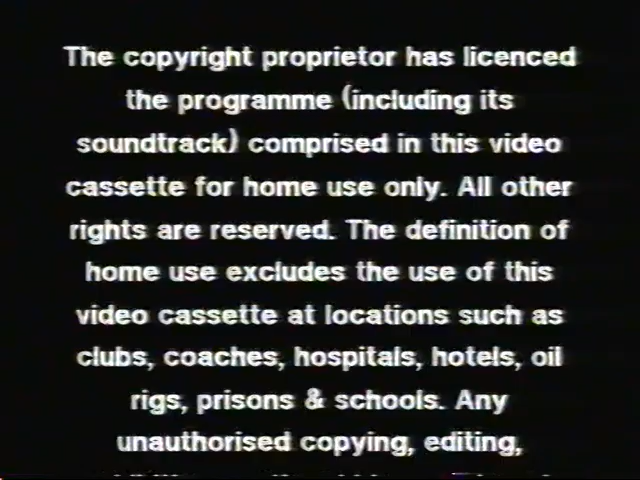 The copyright proprietor has licenced
the programme (including its
soundtrack) comprised in this video
cassette for home use only. All other
rights are reserved. The definition of
home use excludes the use of this
video cassette at locations such as
clubs, coaches, hospitals, hotels, oil
rigs, prisons & schools. Any
unauthorised copying, editing,